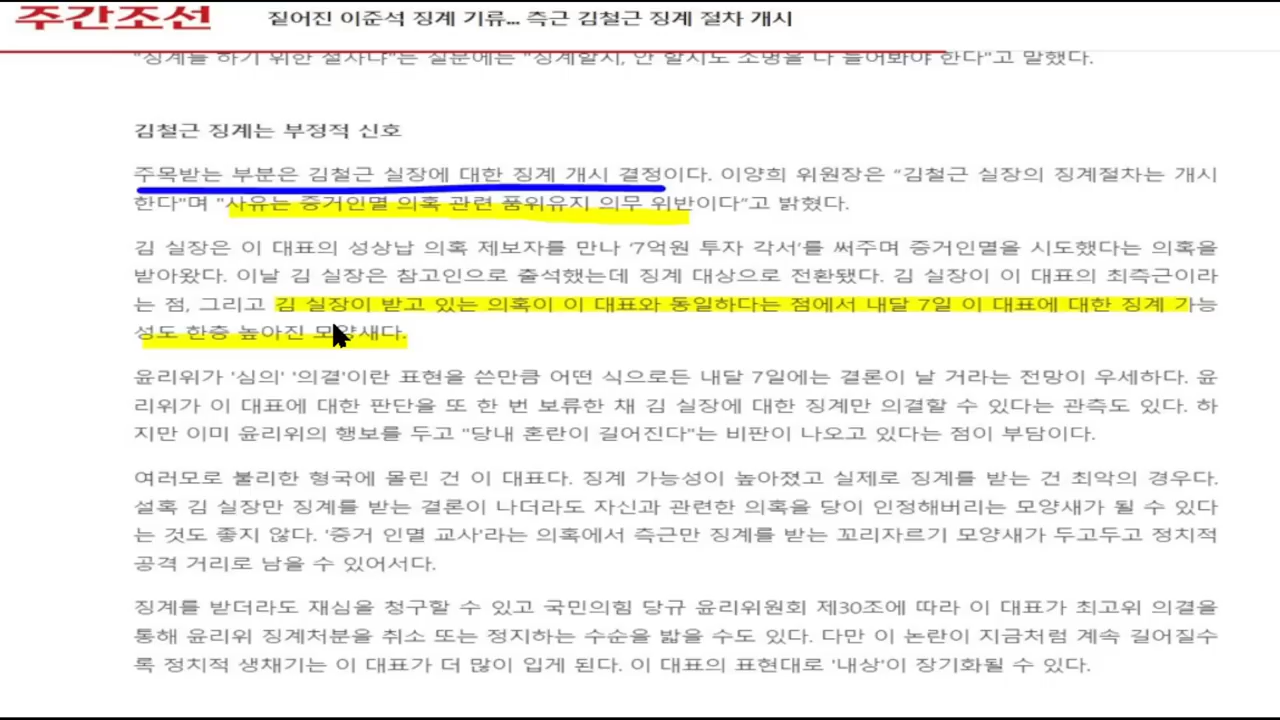 주간조선
짙어진 이준석 징계 기류... 측근 김철근 징계 절차 개시
"징계를 하기 위한 절차냐"는 질문에는 "징계할지, 안 할지도 소명을 다 들어봐야 한다"고 말했다.
김철근 징계는 부정적 신호
주목받는 부분은 김철근 실장에 대한 징계 개시 결정이다. 이양희 위원장은 "김철근 실장의 징계절차는 개시
한다"며 "사유는 증거인멸 의혹 관련 품위유지 의무 위반이다"고 밝혔다.
김 실장은 이 대표의 성상납 의혹 제보자를 만나 '7억원 투자 각서'를 써주며 증거인멸을 시도했다는 의혹을
받아왔다. 이날 김 실장은 참고인으로 출석했는데 징계 대상으로 전환됐다. 김 실장이 이 대표의 최측근이라
는 점, 그리고 김 실장이 받고 있는 의혹이 이 대표와 동일하다는 점에서 내달 7일 이 대표에 대한 징계 가능
성도 한층 높아진 모양새다.
윤리위가 '심의' '의결'이란 표현을 쓴만큼 어떤 식으로든 내달 7일에는 결론이 날 거라는 전망이 우세하다. 윤
리위가 이 대표에 대한 판단을 또 한 번 보류한 채 김 실장에 대한 징계만 의결할 수 있다는 관측도 있다. 하
지만 이미 윤리위의 행보를 두고 "당내 혼란이 길어진다"는 비판이 나오고 있다는 점이 부담이다.
여러모로 불리한 형국에 몰린 건 이 대표다. 징계 가능성이 높아졌고 실제로 징계를 받는 건 최악의 경우다.
설혹 김 실장만 징계를 받는 결론이 나더라도 자신과 관련한 의혹을 당이 인정해버리는 모양새가 될 수 있다
는 것도 좋지 않다. '증거 인멸 교사'라는 의혹에서 측근만 징계를 받는 꼬리자르기 모양새가 두고두고 정치적
공격 거리로 남을 수 있어서다.
징계를 받더라도 재심을 청구할 수 있고 국민의힘 당규 윤리위원회 제30조에 따라 이 대표가 최고위 의결을
통해 윤리위 징계처분을 취소 또는 정지하는 수순을 밟을 수도 있다. 다만 이 논란이 지금처럼 계속 길어질수
록 정치적 생채기는 이 대표가 더 많이 입게 된다. 이 대표의 표현대로 '내상'이 장기화될 수 있다.